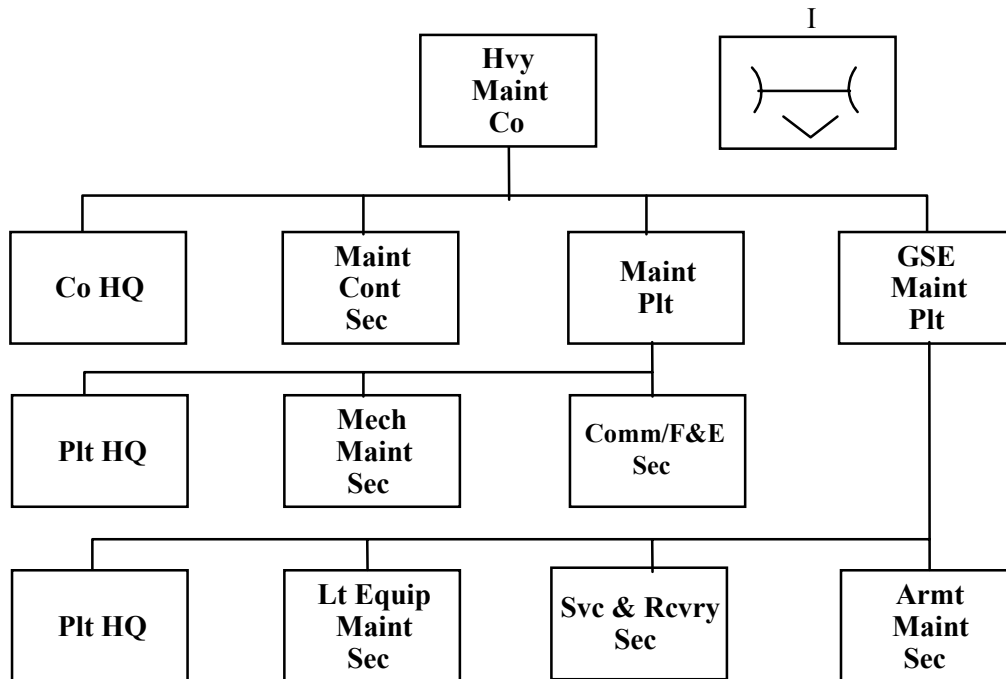 I
Hvy
Maint
Co
Co HQ
Maint
Cont
Sec
Maint
Plt
GSE
Maint
Plt
Plt HQ
Mech
Maint
Sec
Comm/F&E
Sec
Plt HQ
Lt Equip
Maint
Sec
Svc & Rcvry
Sec
Armt
Maint
Sec